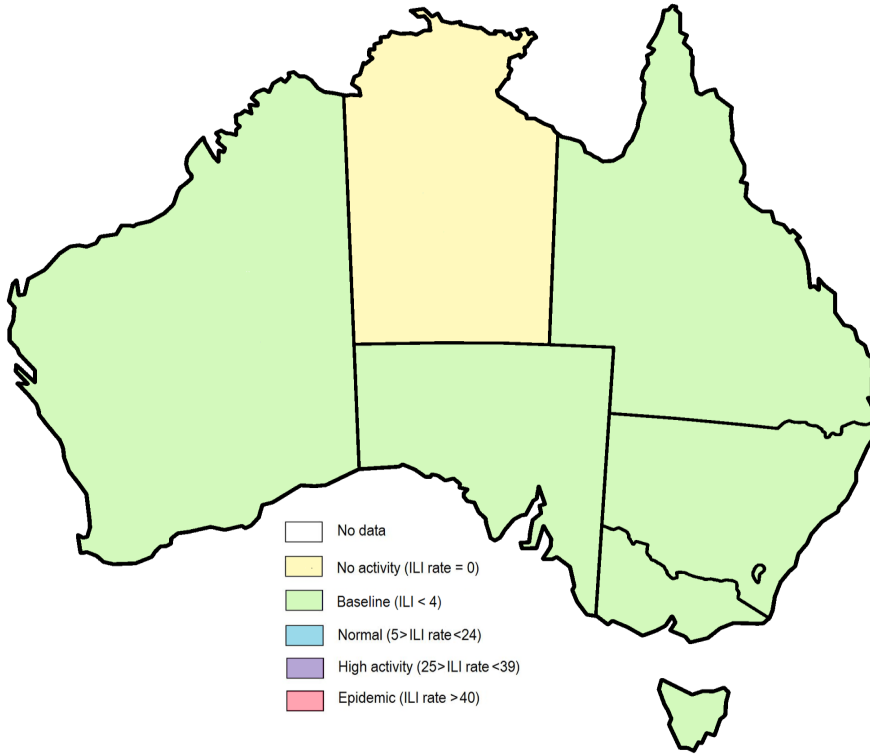 No data
No activity (ILI rate = 0)
Baseline (ILI < 4)
Normal (5> ILI rate <24)
High activity (25> ILI rate <39)
Epidemic (ILI rate >40)